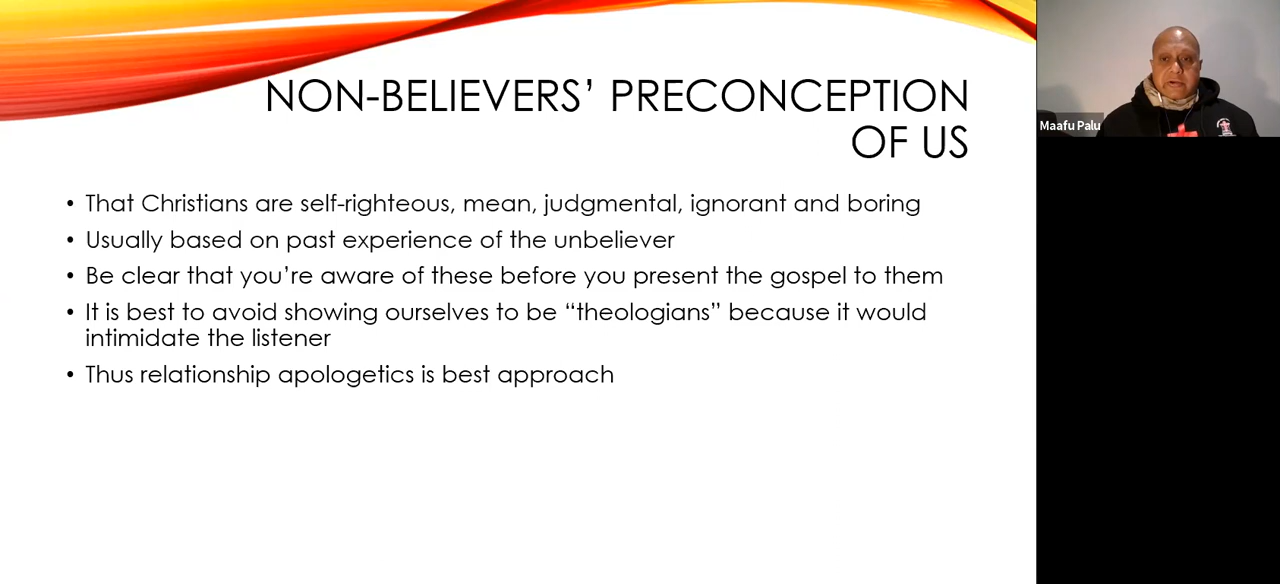 NON-BELIEVERS’ PRECONCEPTION
OF US
• That Christians are self-righteous, mean, judgmental, ignorant and boring
• Usually based on past experience of the unbeliever
• Be clear that you’re aware of these before you present the gospel to them
• It is best to avoid showing ourselves to be “theologians” because it would
intimidate the listener
• Thus relationship apologetics is best approach
Maafu Palu